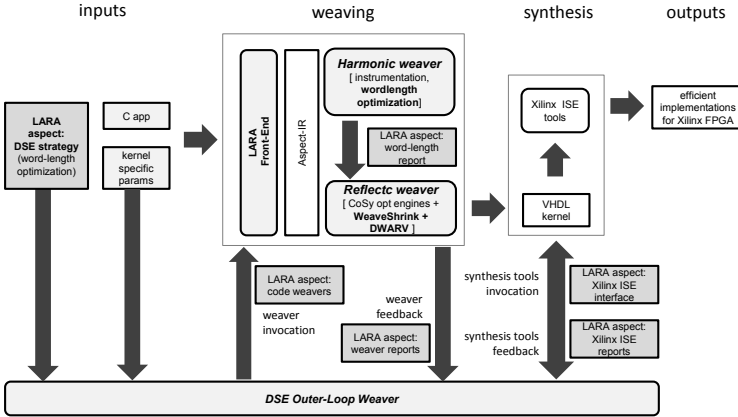 inputs
weaving
synthesis
outputs
LARA
aspect:
DSE strategy
(word-length
optimization)
C app
kernel
specific
params
LARA
Front-End
Aspect-IR
Harmonic weaver
[ instrumentation,
wordlength
optimization]
LARA aspect:
word-length
report
Reflectc weaver
[ CoSy opt engines +
WeaveShrink +
DWARV ]
Xilinx ISE
tools
VHDL
kernel
efficient
implementations
for Xilinx FPGA
LARA aspect:
code weavers
weaver
invocation
weaver
feedback
LARA aspect:
weaver reports
synthesis tools
invocation
LARA aspect:
Xilinx ISE
interface
synthesis tools
feedback
LARA aspect:
Xilinx ISE
reports
DSE Outer-Loop Weaver